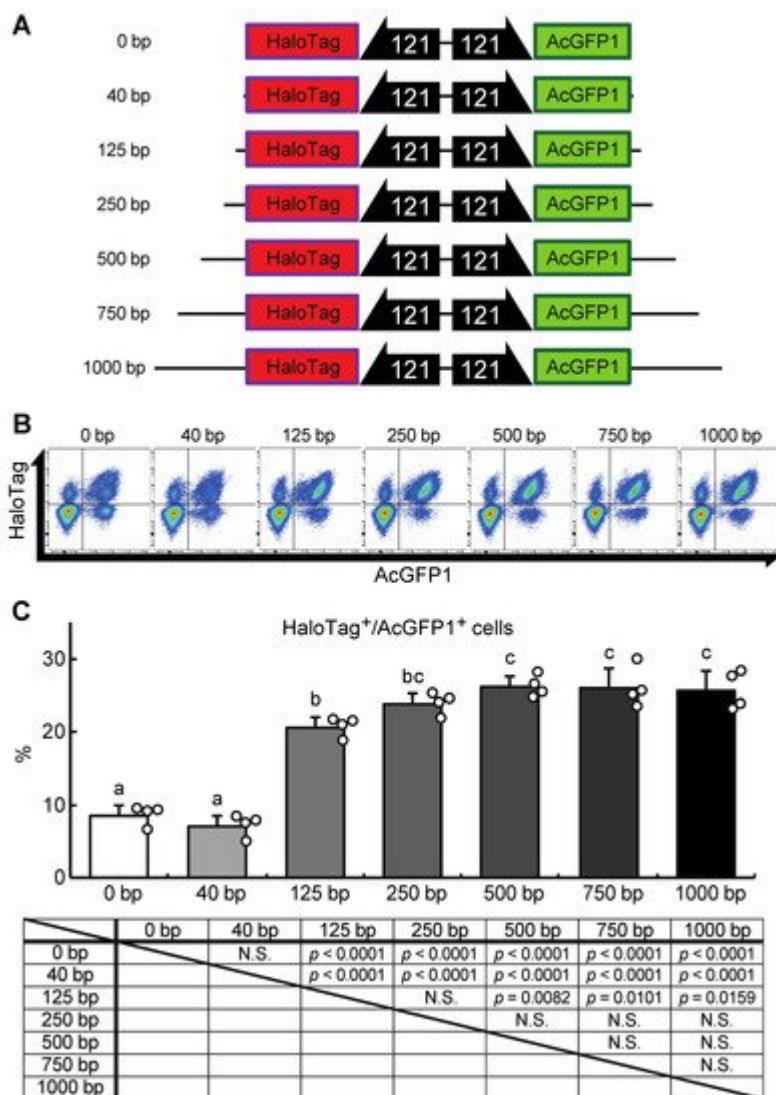 A
0 bp HaloTag 121 121 AcGFP1
40 bp HaloTag 121 121 AcGFP1
125 bp HaloTag 121 121 AcGFP1
250 bp HaloTag 121 121 AcGFP1
500 bp HaloTag 121 121 AcGFP1
750 bp HaloTag 121 121 AcGFP1
1000 bp HaloTag 121 121 AcGFP1
B
0 bp 40 bp 125 bp 250 bp 500 bp 750 bp 1000 bp
HaloTag
AcGFP1
C
HaloTag⁺/AcGFP1⁺ cells
%
30
20
10
0
a a b bc c c c
0 bp 40 bp 125 bp 250 bp 500 bp 750 bp 1000 bp
0 bp 40 bp 125 bp 250 bp 500 bp 750 bp 1000 bp
0 bp N.S. p < 0.0001 p < 0.0001 p < 0.0001 p < 0.0001 p < 0.0001
40 bp p < 0.0001 p < 0.0001 p < 0.0001 p < 0.0001 p < 0.0001
125 bp N.S. p = 0.0082 p = 0.0101 p = 0.0159
250 bp N.S. N.S. N.S.
500 bp N.S. N.S.
750 bp N.S.
1000 bp